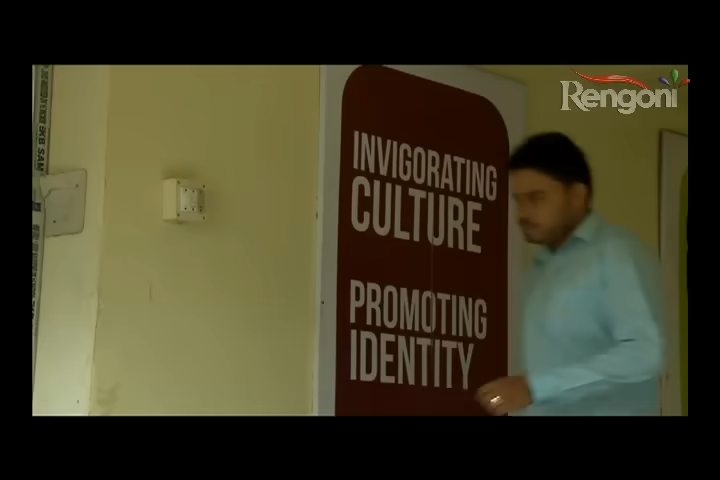 Rengoni
INVIGORATING
CULTURE
PROMOTING
IDENTITY